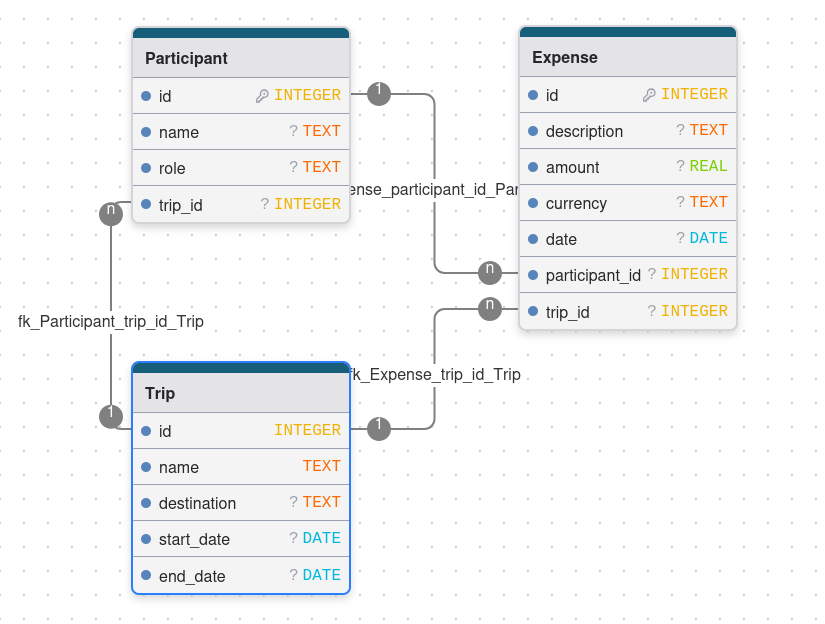 Participant
id INTEGER
name ? TEXT
role ? TEXT
trip_id ? INTEGER
Expense
id INTEGER
description ? TEXT
amount ? REAL
currency ? TEXT
date ? DATE
participant_id ? INTEGER
trip_id ? INTEGER
1
ense_participant_id_Par
n
n
n
fk_Participant_trip_id_Trip
fk_Expense_trip_id_Trip
1
1
Trip
id INTEGER
name TEXT
destination ? TEXT
start_date ? DATE
end_date ? DATE